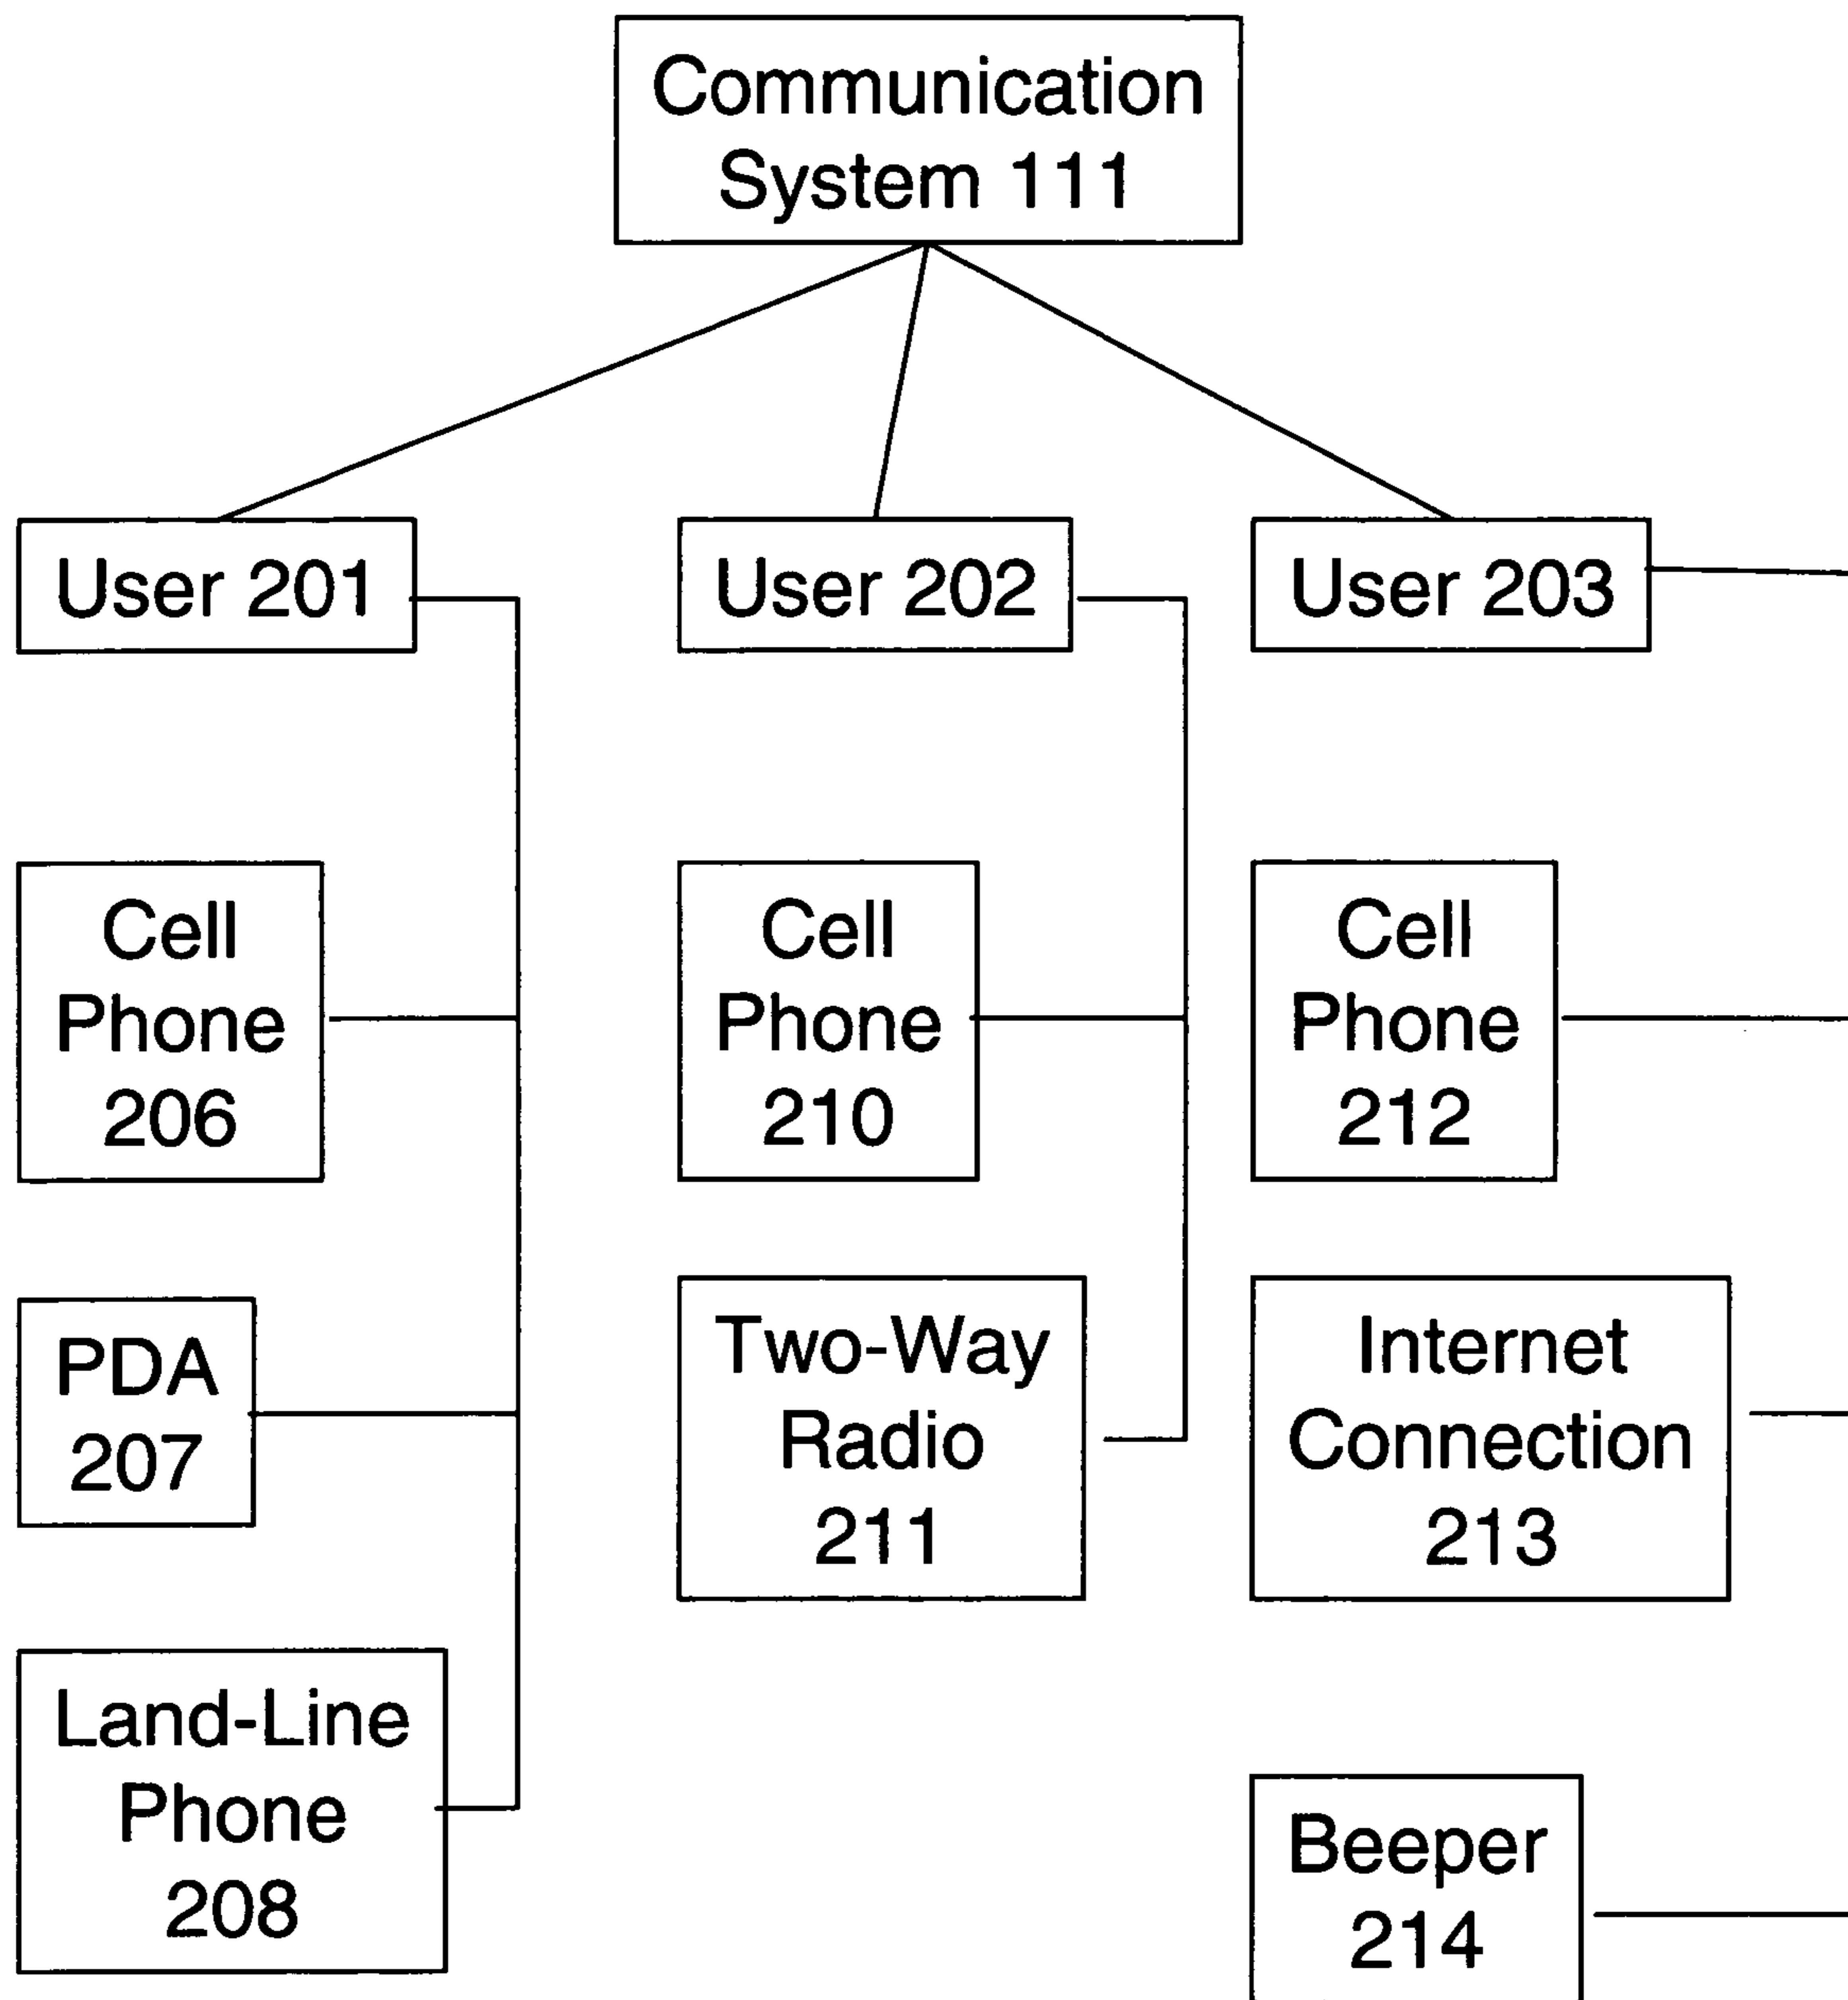 Communication
System 111
User 201
User 202
User 203
Cell
Phone
206
Cell
Phone
210
Cell
Phone
212
PDA
207
Two-Way
Radio
211
Internet
Connection
213
Land-Line
Phone
208
Beeper
214